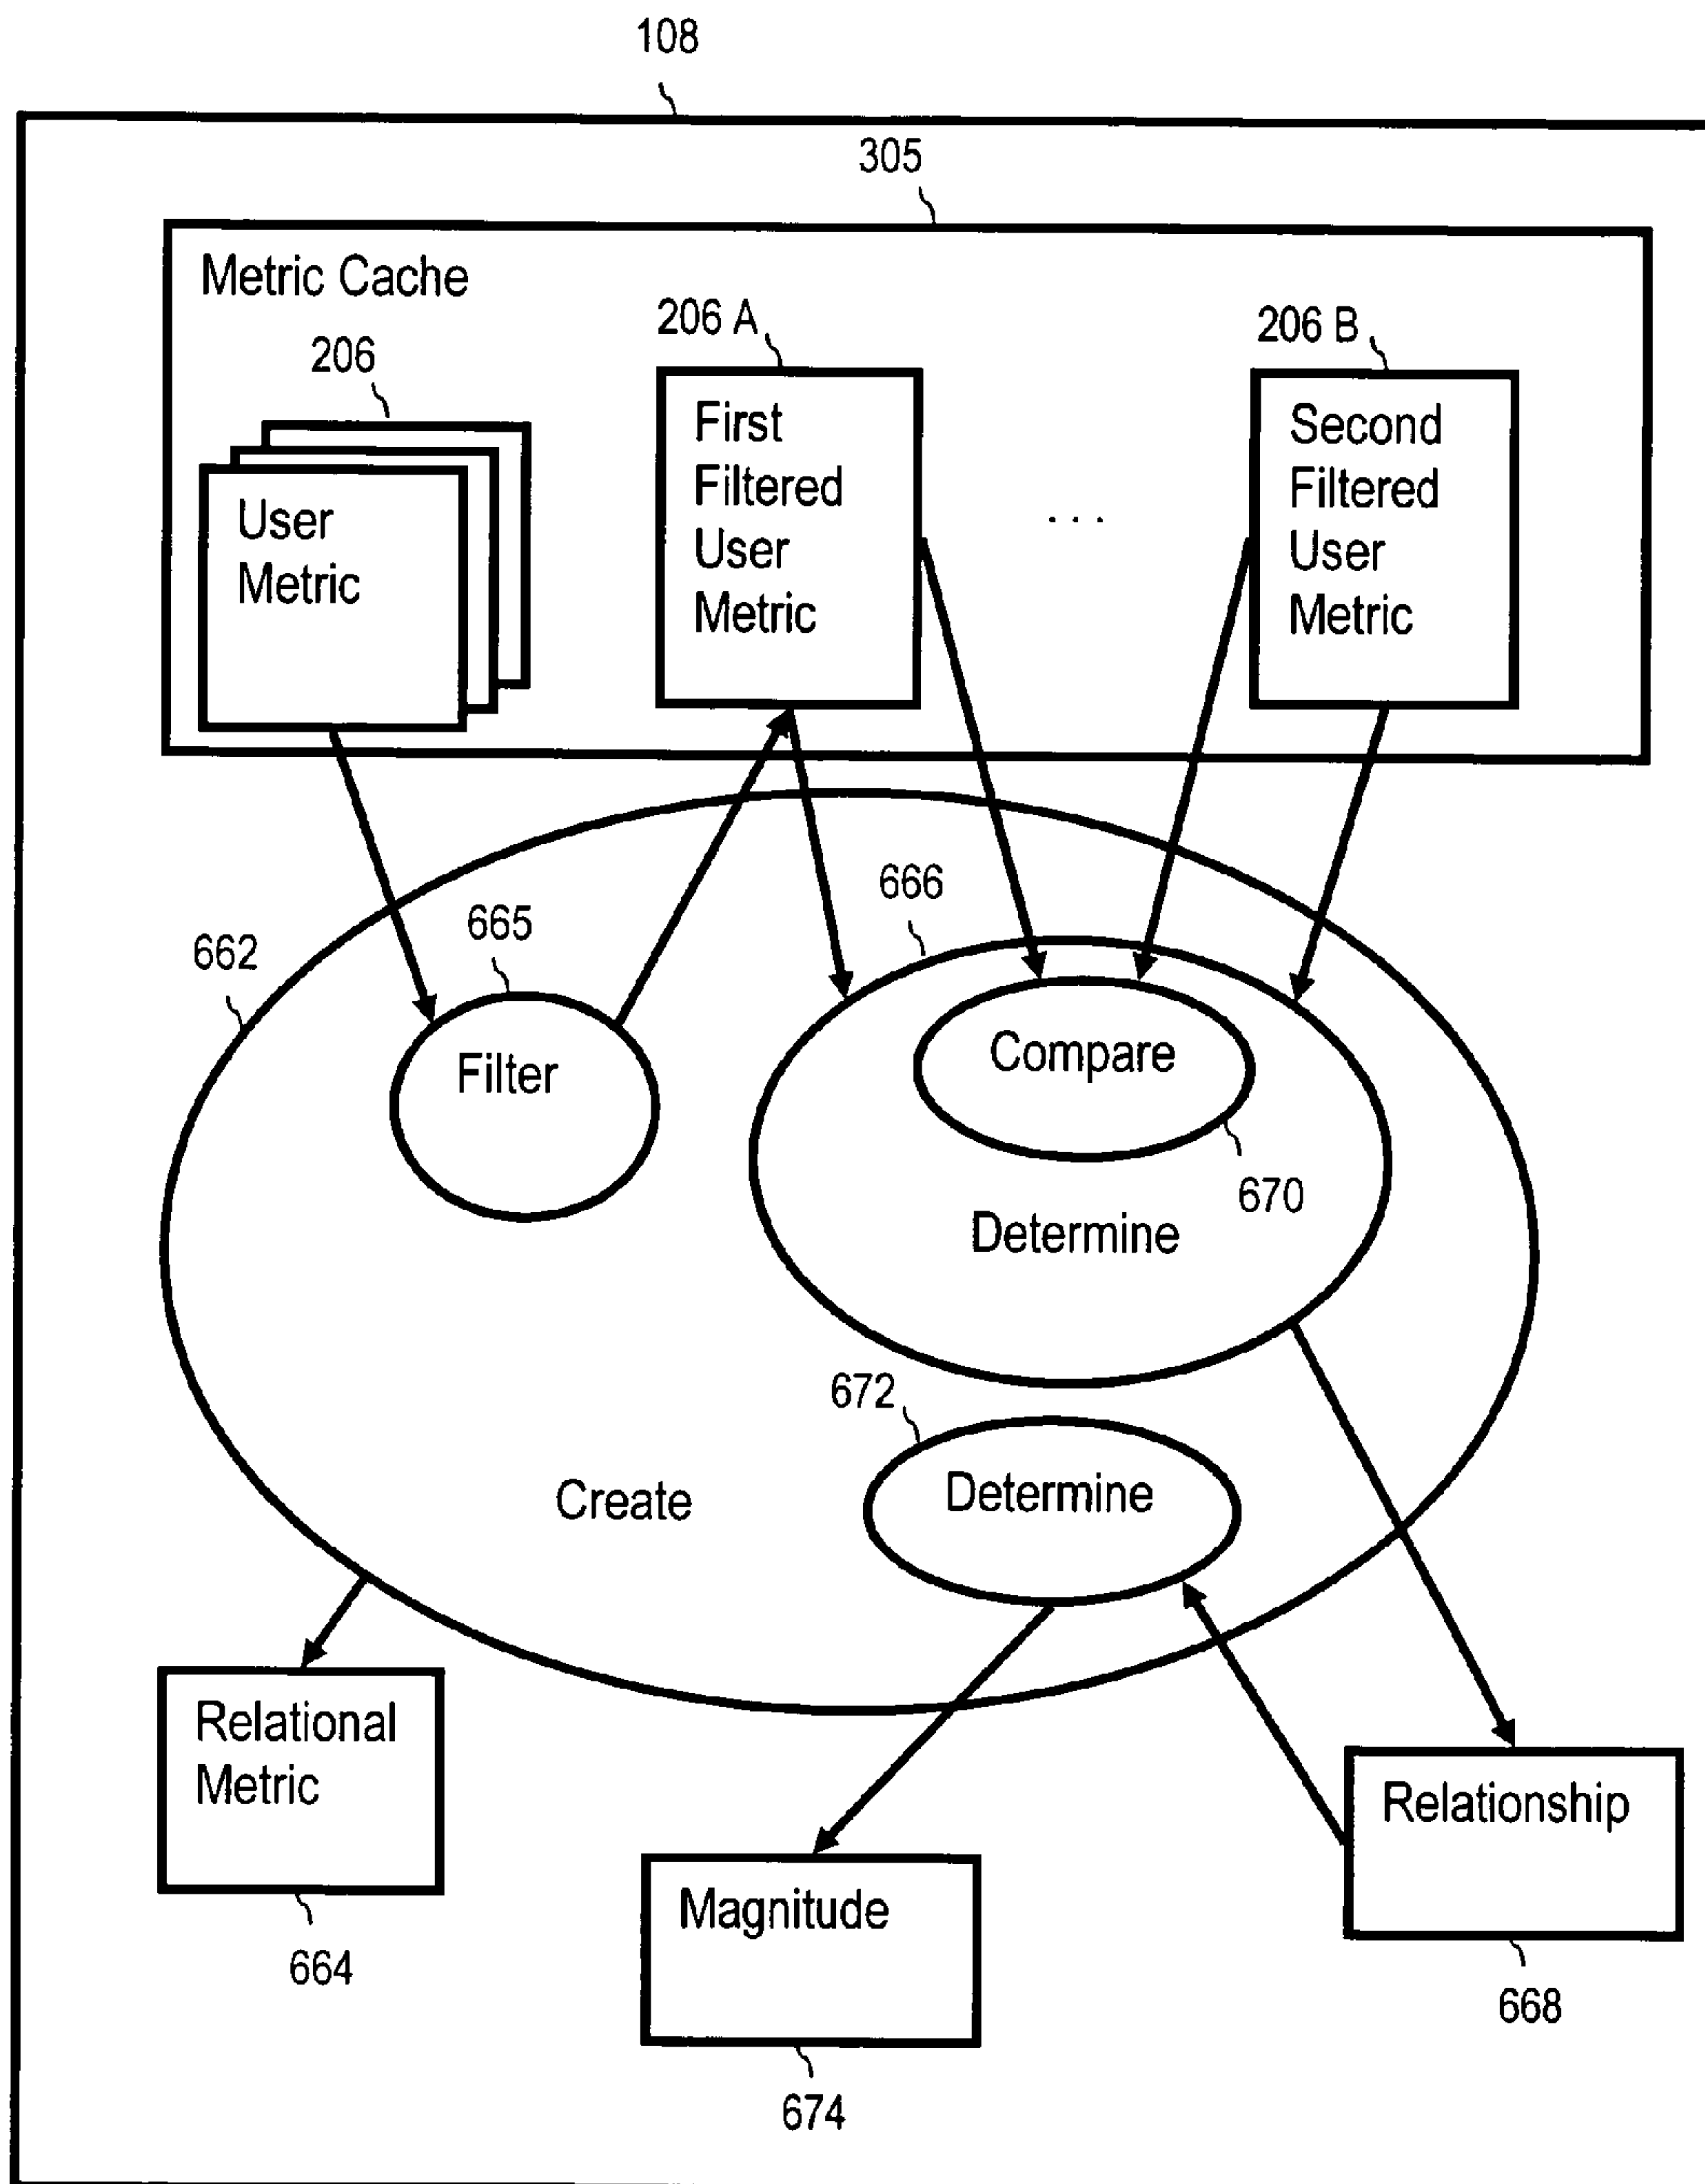 108
305
Metric Cache
206
206 A
206 B
User
Metric
First
Filtered
User
Metric
. . .
Second
Filtered
User
Metric
662
665
666
Filter
Compare
670
Determine
672
Create
Determine
Relational
Metric
664
Magnitude
674
Relationship
668